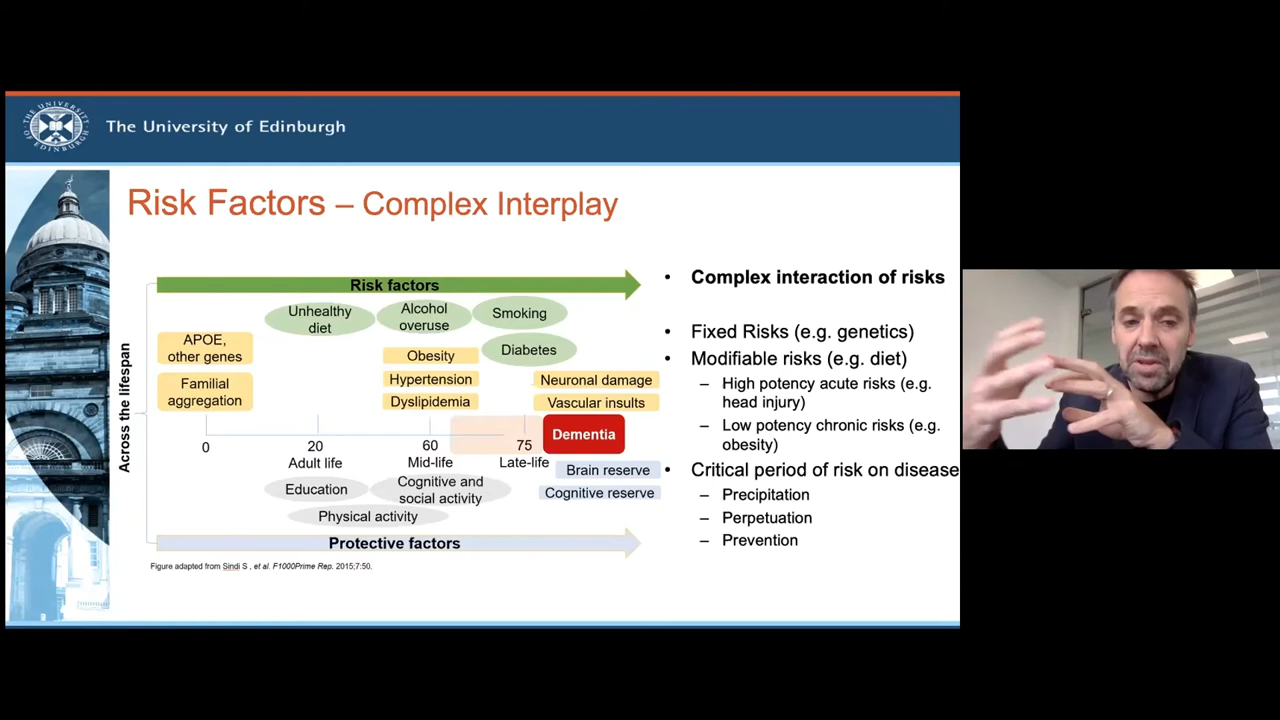 THE UNIVERSITY OF EDINBURGH
The University of Edinburgh
Risk Factors – Complex Interplay
Across the lifespan
Risk factors
Unhealthy
diet
Alcohol
overuse
Smoking
Diabetes
APOE,
other genes
Familial
aggregation
Obesity
Hypertension
Dyslipidemia
Neuronal damage
Vascular insults
0
20
60
75
Dementia
Adult life
Mid-life
Late-life
Brain reserve
Cognitive reserve
Education
Cognitive and
social activity
Physical activity
Protective factors
Figure adapted from Sindi S , et al. F1000Prime Rep. 2015;7:50.
• Complex interaction of risks
• Fixed Risks (e.g. genetics)
• Modifiable risks (e.g. diet)
– High potency acute risks (e.g.
head injury)
– Low potency chronic risks (e.g.
obesity)
• Critical period of risk on disease
– Precipitation
– Perpetuation
– Prevention